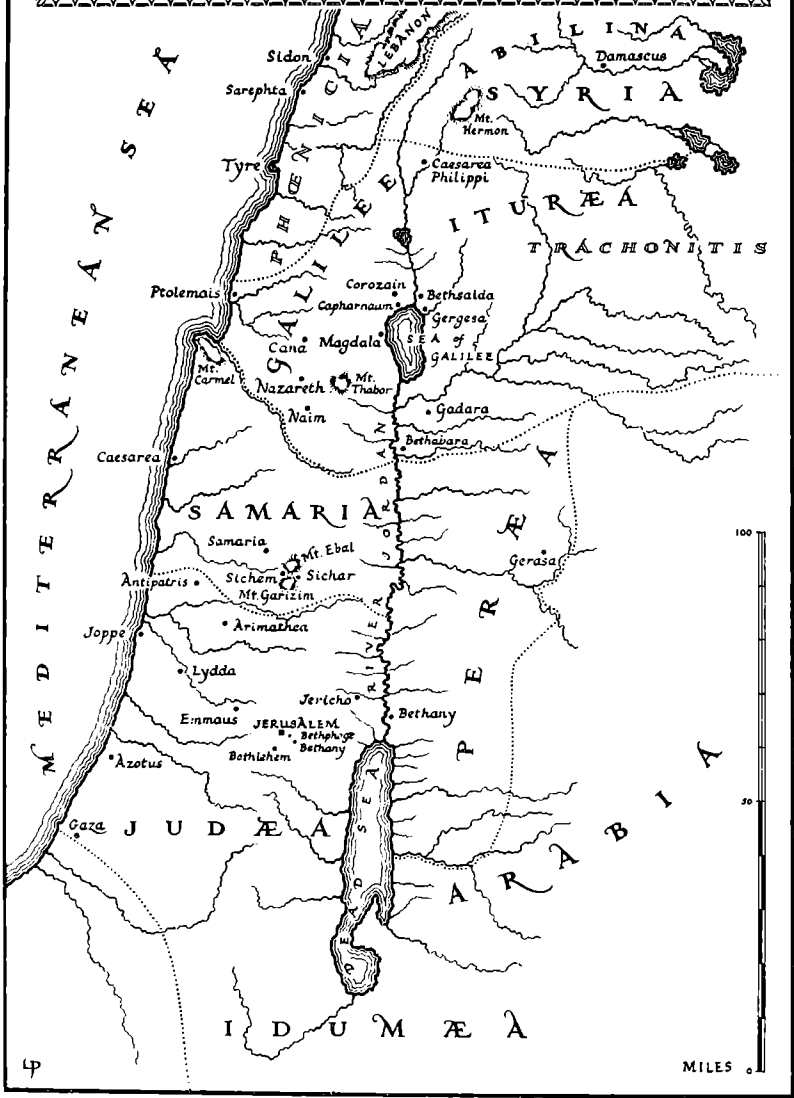 MEDITERRANEAN SEA
PHŒNICIA
LEBANON
ABILINA
Sidon
Damascus
Sarepta
SYRIA
Mt.
Hermon
Tyre
Caesarea
Philippi
GALILEE
ITURÆA
TRACHONITIS
Ptolemais
Corozain
Bethsaida
Capharnaum
Gergesa
Cana
Magdala
SEA of
GALILEE
Mt.
Carmel
Nazareth
Mt.
Thabor
Naim
Gadara
Bethabara
Caesarea
RIVER JORDAN
PERÆA
SAMARIA
100
Samaria
Mt. Ebal
Gerasa
Antipatris
Sichem
Sichar
Mt. Garizim
Joppe
Arimathea
Lydda
Jericho
Emmaus
Bethany
JERUSALEM
Bethphage
Bethany
Bethlehem
Azotus
50
Gaza
JUDÆA
DEAD SEA
ARABIA
IDUMÆA
LP
MILES 0